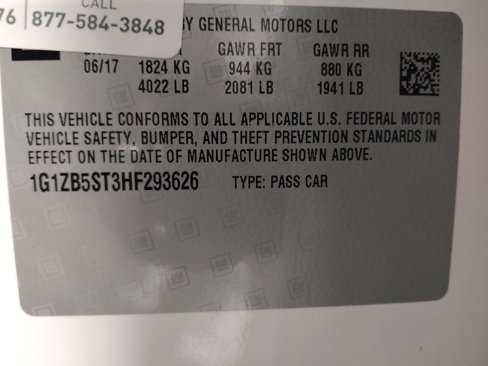 CALL
76 | 877-584-3848
BY GENERAL MOTORS LLC
GAWR FRT GAWR RR
06/17 1824 KG 944 KG 880 KG
4022 LB 2081 LB 1941 LB
THIS VEHICLE CONFORMS TO ALL APPLICABLE U.S. FEDERAL MOTOR
VEHICLE SAFETY, BUMPER, AND THEFT PREVENTION STANDARDS IN
EFFECT ON THE DATE OF MANUFACTURE SHOWN ABOVE.
1G1ZB5ST3HF293626 TYPE: PASS CAR